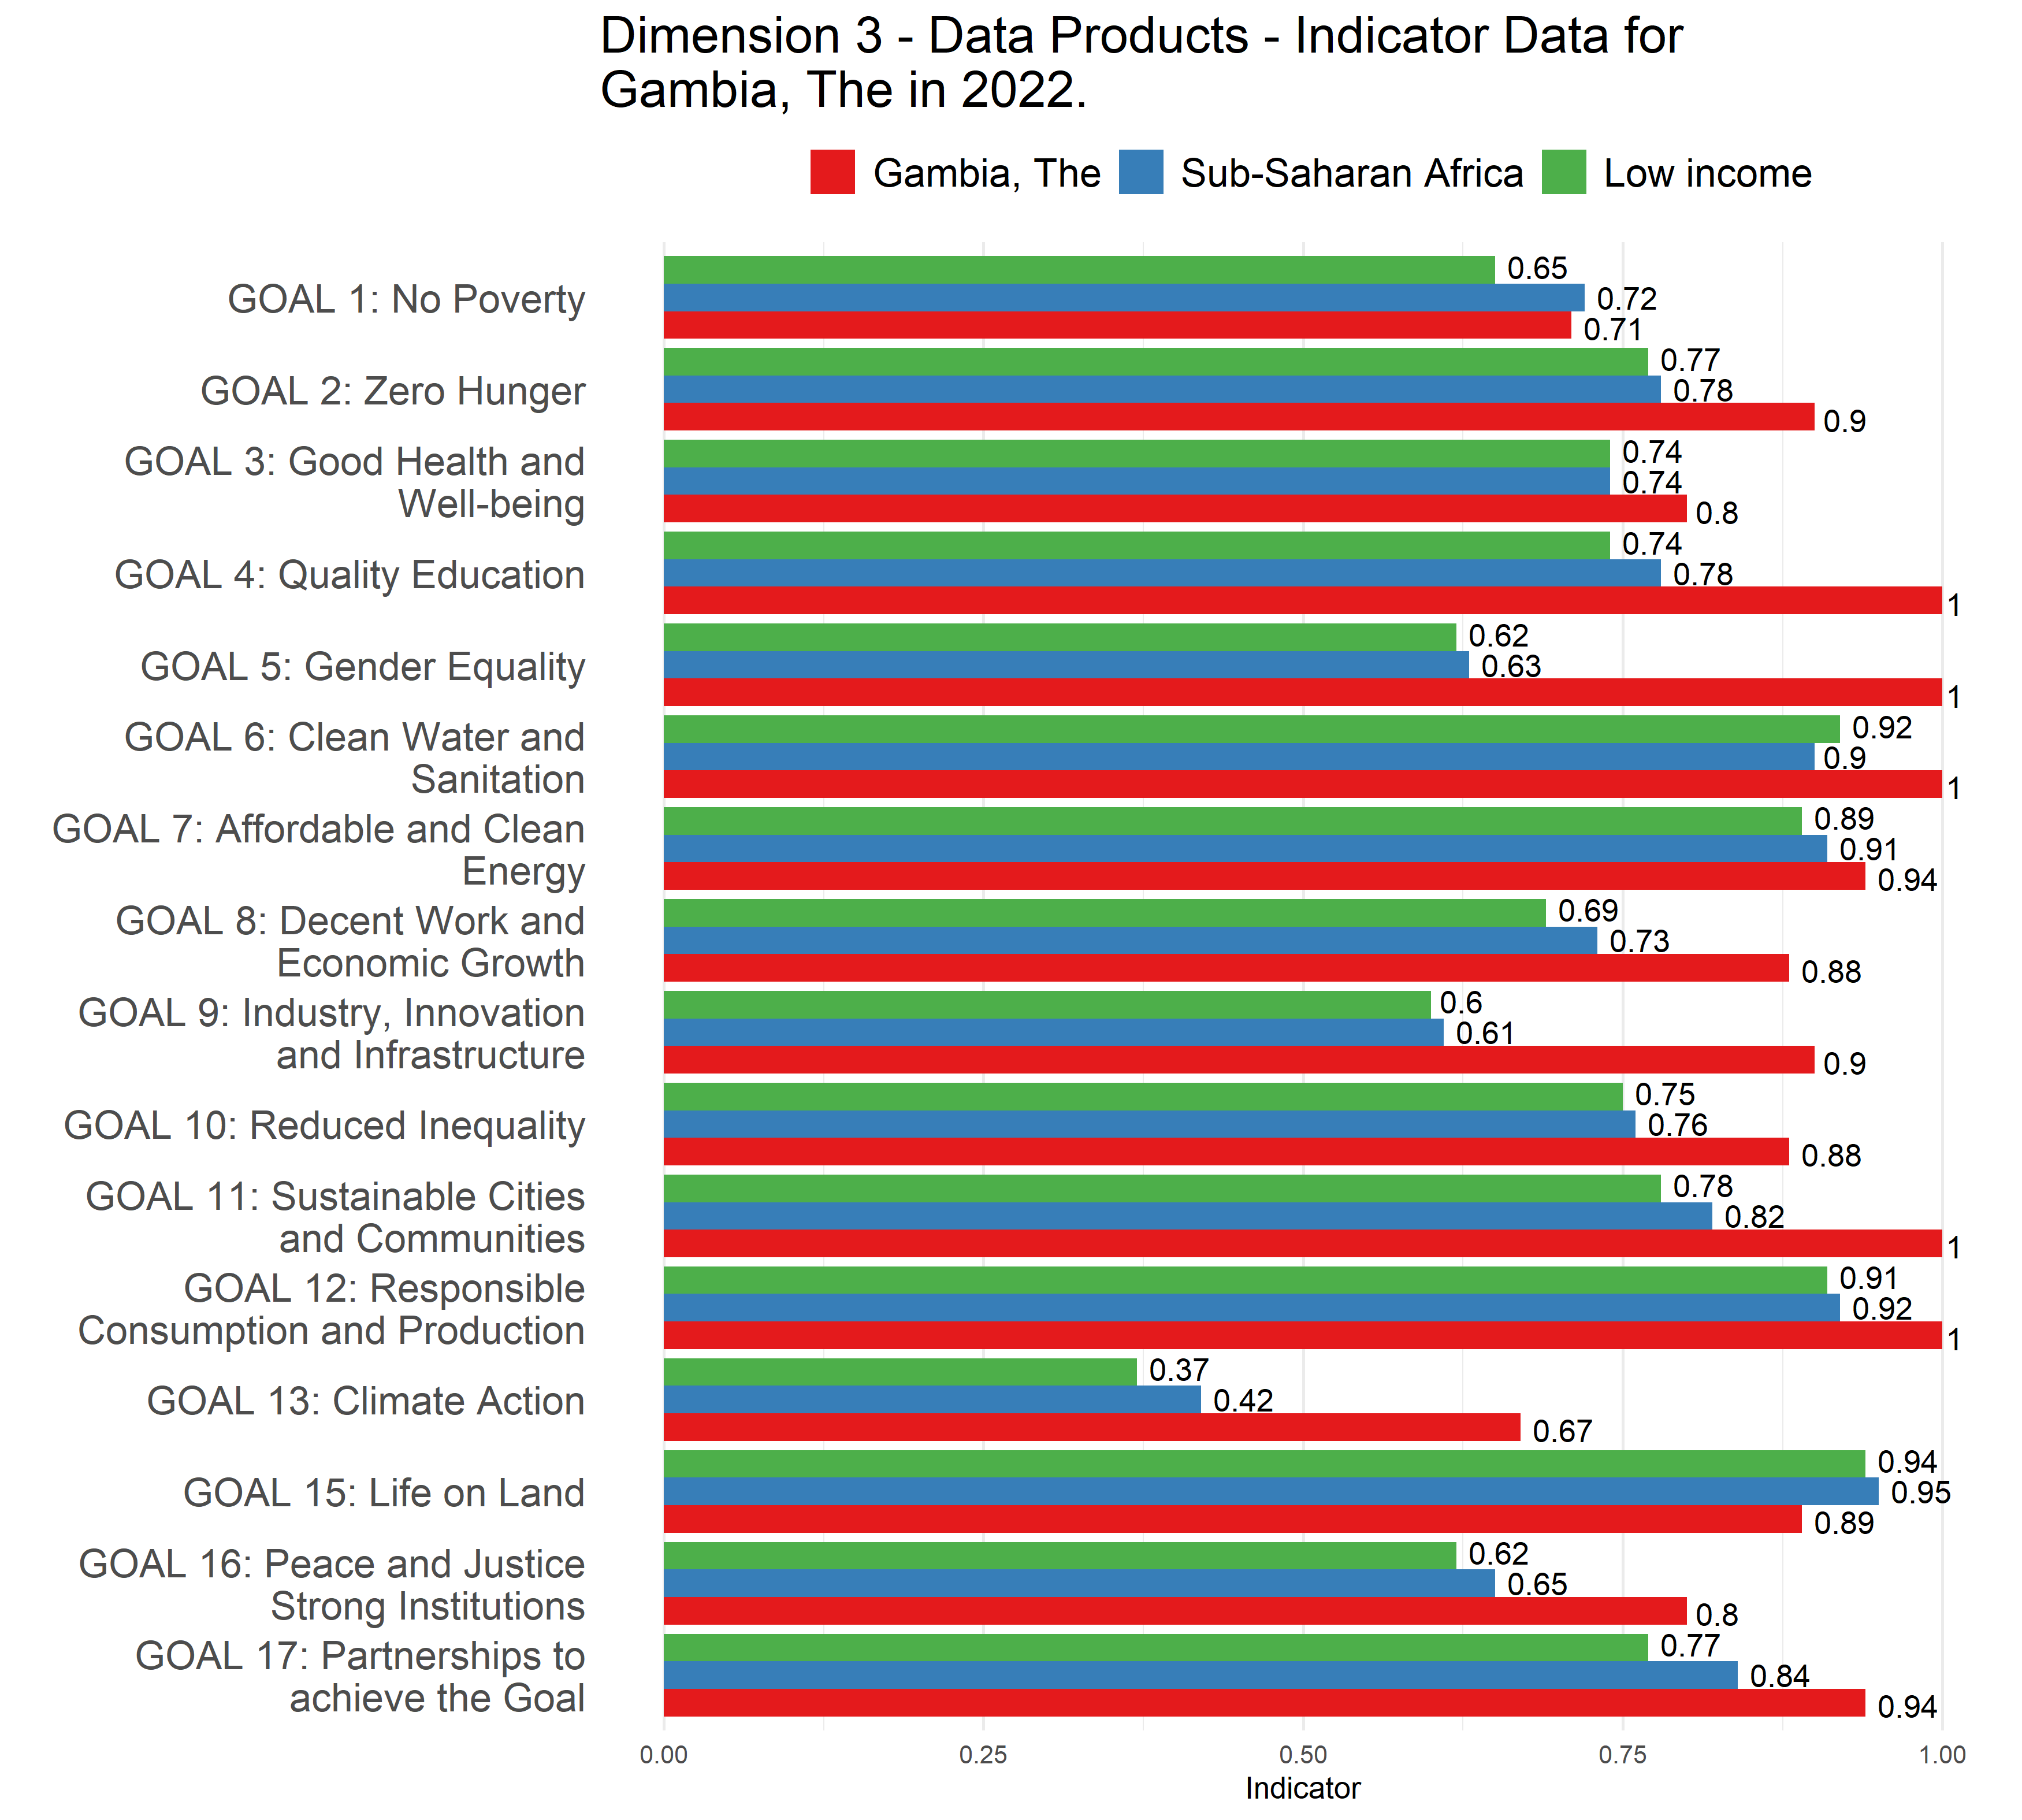 Dimension 3 - Data Products - Indicator Data for
Gambia, The in 2022.
Gambia, The
Sub-Saharan Africa
Low income
GOAL 1: No Poverty
0.65
0.72
0.71
GOAL 2: Zero Hunger
0.77
0.78
0.9
GOAL 3: Good Health and
Well-being
0.74
0.74
0.8
GOAL 4: Quality Education
0.74
0.78
1
GOAL 5: Gender Equality
0.62
0.63
1
GOAL 6: Clean Water and
Sanitation
0.92
0.9
1
GOAL 7: Affordable and Clean
Energy
0.89
0.91
0.94
GOAL 8: Decent Work and
Economic Growth
0.69
0.73
0.88
GOAL 9: Industry, Innovation
and Infrastructure
0.6
0.61
0.9
GOAL 10: Reduced Inequality
0.75
0.76
0.88
GOAL 11: Sustainable Cities
and Communities
0.78
0.82
1
GOAL 12: Responsible
Consumption and Production
0.91
0.92
1
GOAL 13: Climate Action
0.37
0.42
0.67
GOAL 15: Life on Land
0.94
0.95
0.89
GOAL 16: Peace and Justice
Strong Institutions
0.62
0.65
0.8
GOAL 17: Partnerships to
achieve the Goal
0.77
0.84
0.94
0.00
0.25
0.50
0.75
1.00
Indicator